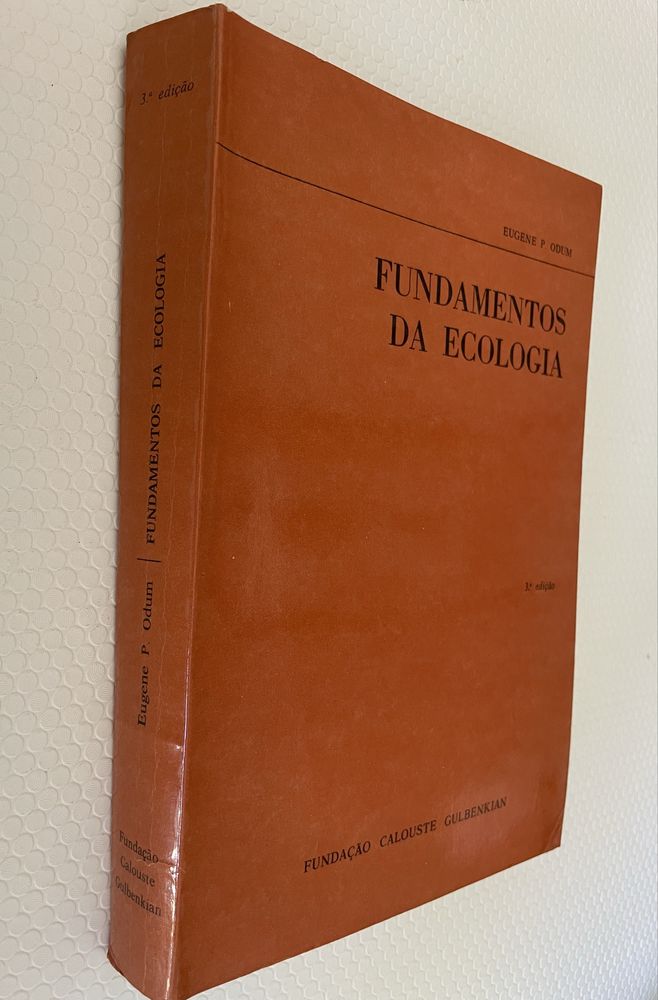 3.ª edição
Eugene P. Odum | FUNDAMENTOS DA ECOLOGIA
Fundação
Calouste
Gulbenkian
EUGENE P. ODUM
FUNDAMENTOS
DA ECOLOGIA
3.ª edição
FUNDAÇÃO CALOUSTE GULBENKIAN